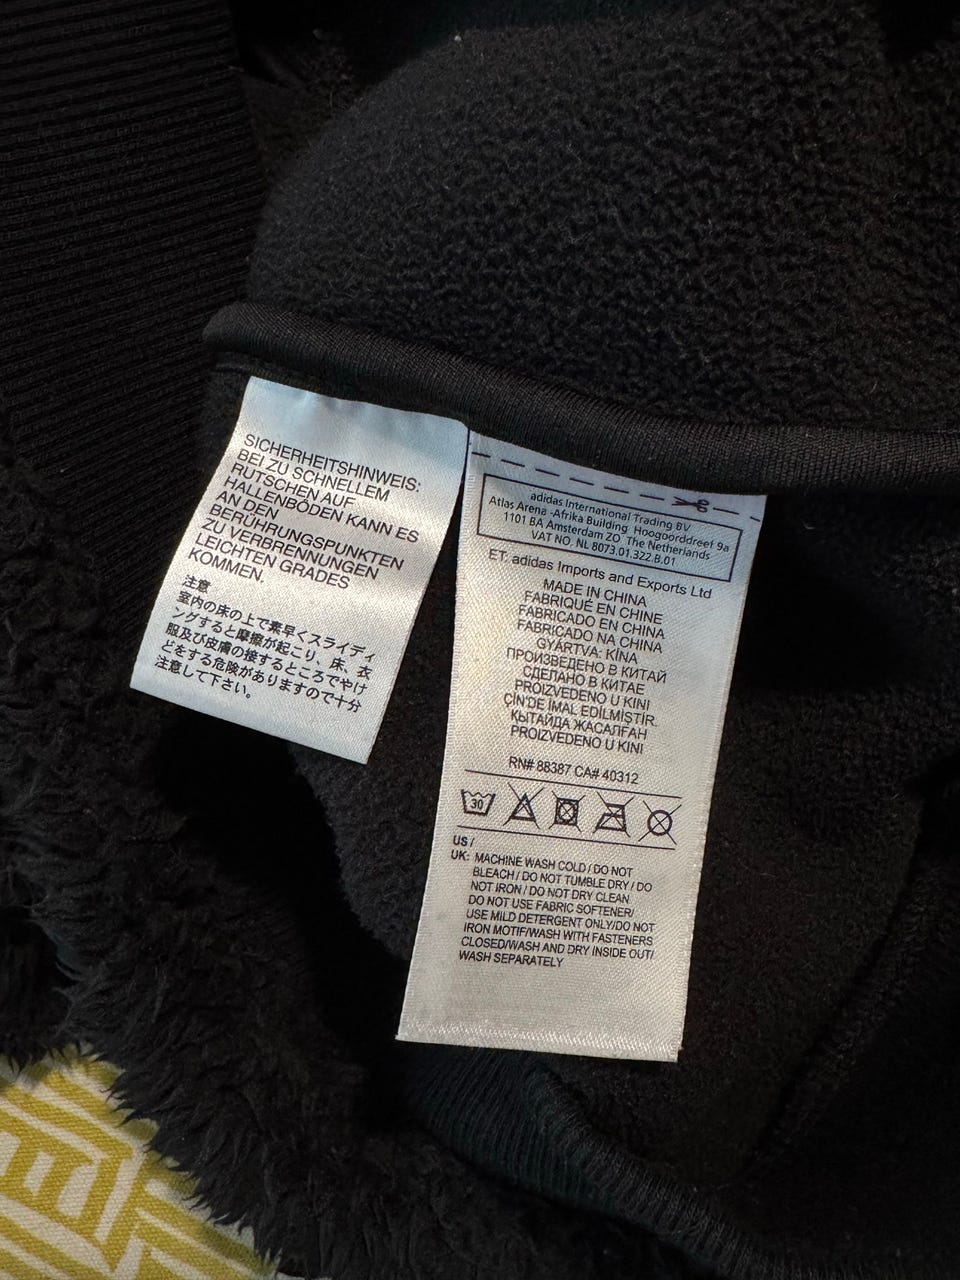 SICHERHEITSHINWEIS:
BEI ZU SCHNELLEM
RUTSCHEN AUF
HALLENBÖDEN KANN ES
AN DEN
BERÜHRUNGSPUNKTEN
ZU VERBRENNUNGEN
LEICHTEN GRADES
KOMMEN.
注意
室内の床の上で素早くスライディ
ングすると摩擦が起こり、床、衣
服及び皮膚の接するところでやけ
どをする危険がありますので十分
注意して下さい。
adidas International Trading BV
Atlas Arena -Afrika Building Hoogoorddreef 9a
1101 BA Amsterdam ZO The Netherlands
VAT NO. NL 8073.01.322.B.01
ET. adidas Imports and Exports Ltd
MADE IN CHINA
FABRIQUÉ EN CHINE
FABRICADO EN CHINA
FABRICADO NA CHINA
GYÁRTVA: KÍNA
ПРОИЗВЕДЕНО В КИТАЙ
СДЕЛАНО В КИТАЕ
PROIZVEDENO U KINI
ÇİN'DE İMAL EDİLMİŞTİR.
ҚЫТАЙДА ЖАСАЛҒАН
PROIZVEDENO U KINI
RN# 88387 CA# 40312
30
US /
UK: MACHINE WASH COLD / DO NOT
BLEACH / DO NOT TUMBLE DRY / DO
NOT IRON / DO NOT DRY CLEAN
DO NOT USE FABRIC SOFTENER/
USE MILD DETERGENT ONLY/DO NOT
IRON MOTIF/WASH WITH FASTENERS
CLOSED/WASH AND DRY INSIDE OUT/
WASH SEPARATELY